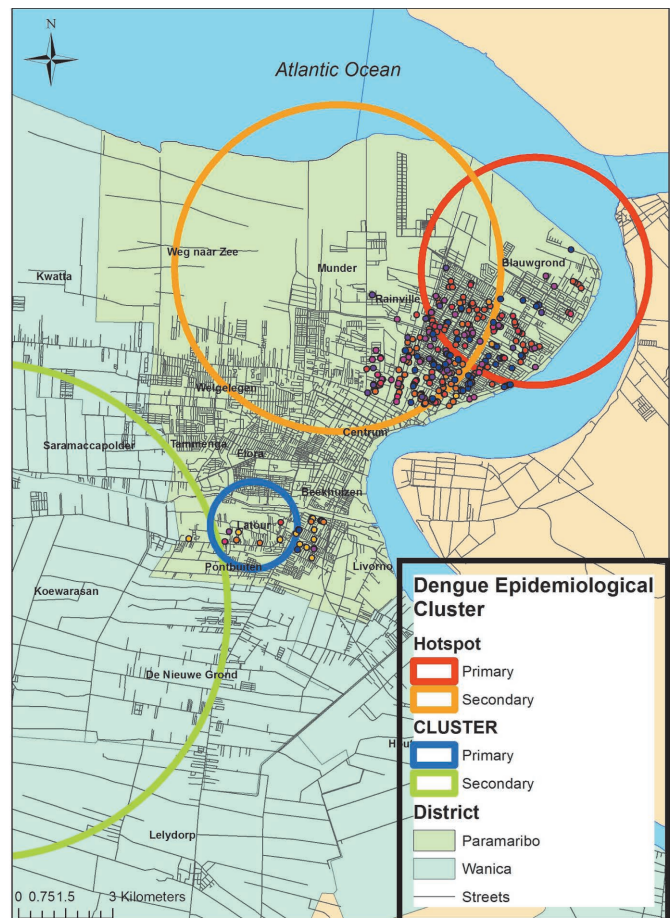 N
Atlantic Ocean
Weg naar Zee
Munder
Blauwgrond
Kwatta
Rainville
Welgelegen
Centrum
Saramaccapolder
Tammenga
Flora
Beekhuizen
Latour
Pontbuiten
Livorno
Koewarasan
De Nieuwe Grond
Lelydorp
0 0.75 1.5 3 Kilometers
Dengue Epidemiological
Cluster
Hotspot
Primary
Secondary
CLUSTER
Primary
Secondary
District
Paramaribo
Wanica
Streets